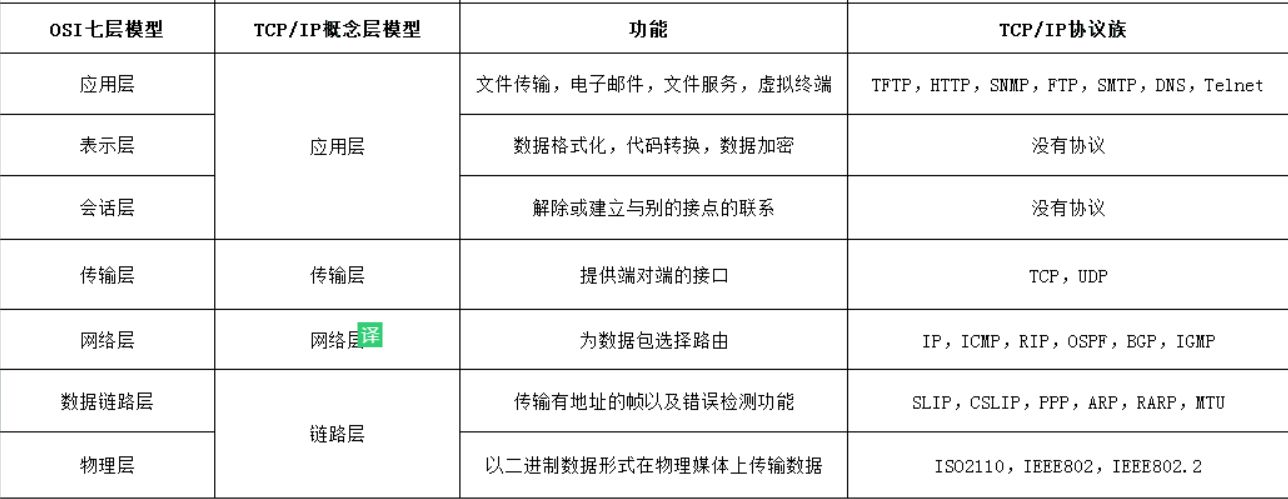 OSI七层模型 TCP/IP概念层模型 功能 TCP/IP协议族
应用层 文件传输，电子邮件，文件服务，虚拟终端 TFTP，HTTP，SNMP，FTP，SMTP，DNS，Telnet
表示层 应用层 数据格式化，代码转换，数据加密 没有协议
会话层 解除或建立与别的接点的联系 没有协议
传输层 传输层 提供端对端的接口 TCP，UDP
网络层 网络层 译 为数据包选择路由 IP，ICMP，RIP，OSPF，BGP，IGMP
数据链路层 传输有地址的帧以及错误检测功能 SLIP，CSLIP，PPP，ARP，RARP，MTU
链路层
物理层 以二进制数据形式在物理媒体上传输数据 ISO2110，IEEE802，IEEE802.2